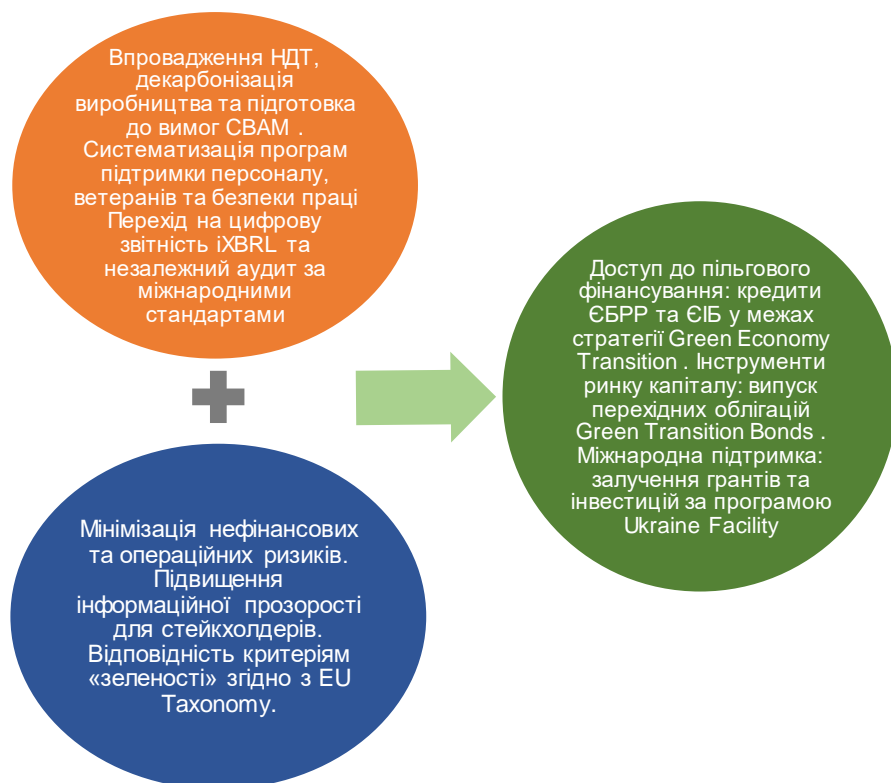 Впровадження НДТ,
декарбонізація
виробництва та підготовка
до вимог CBAM .
Систематизація програм
підтримки персоналу,
ветеранів та безпеки праці
Перехід на цифрову
звітність iXBRL та
незалежний аудит за
міжнародними
стандартами
Мінімізація нефінансових
та операційних ризиків.
Підвищення
інформаційної прозорості
для стейкхолдерів.
Відповідність критеріям
«зеленості» згідно з EU
Taxonomy.
Доступ до пільгового
фінансування: кредити
ЄБРР та ЄІБ у межах
стратегії Green Economy
Transition . Інструменти
ринку капіталу: випуск
перехідних облігацій
Green Transition Bonds .
Міжнародна підтримка:
залучення грантів та
інвестицій за програмою
Ukraine Facility